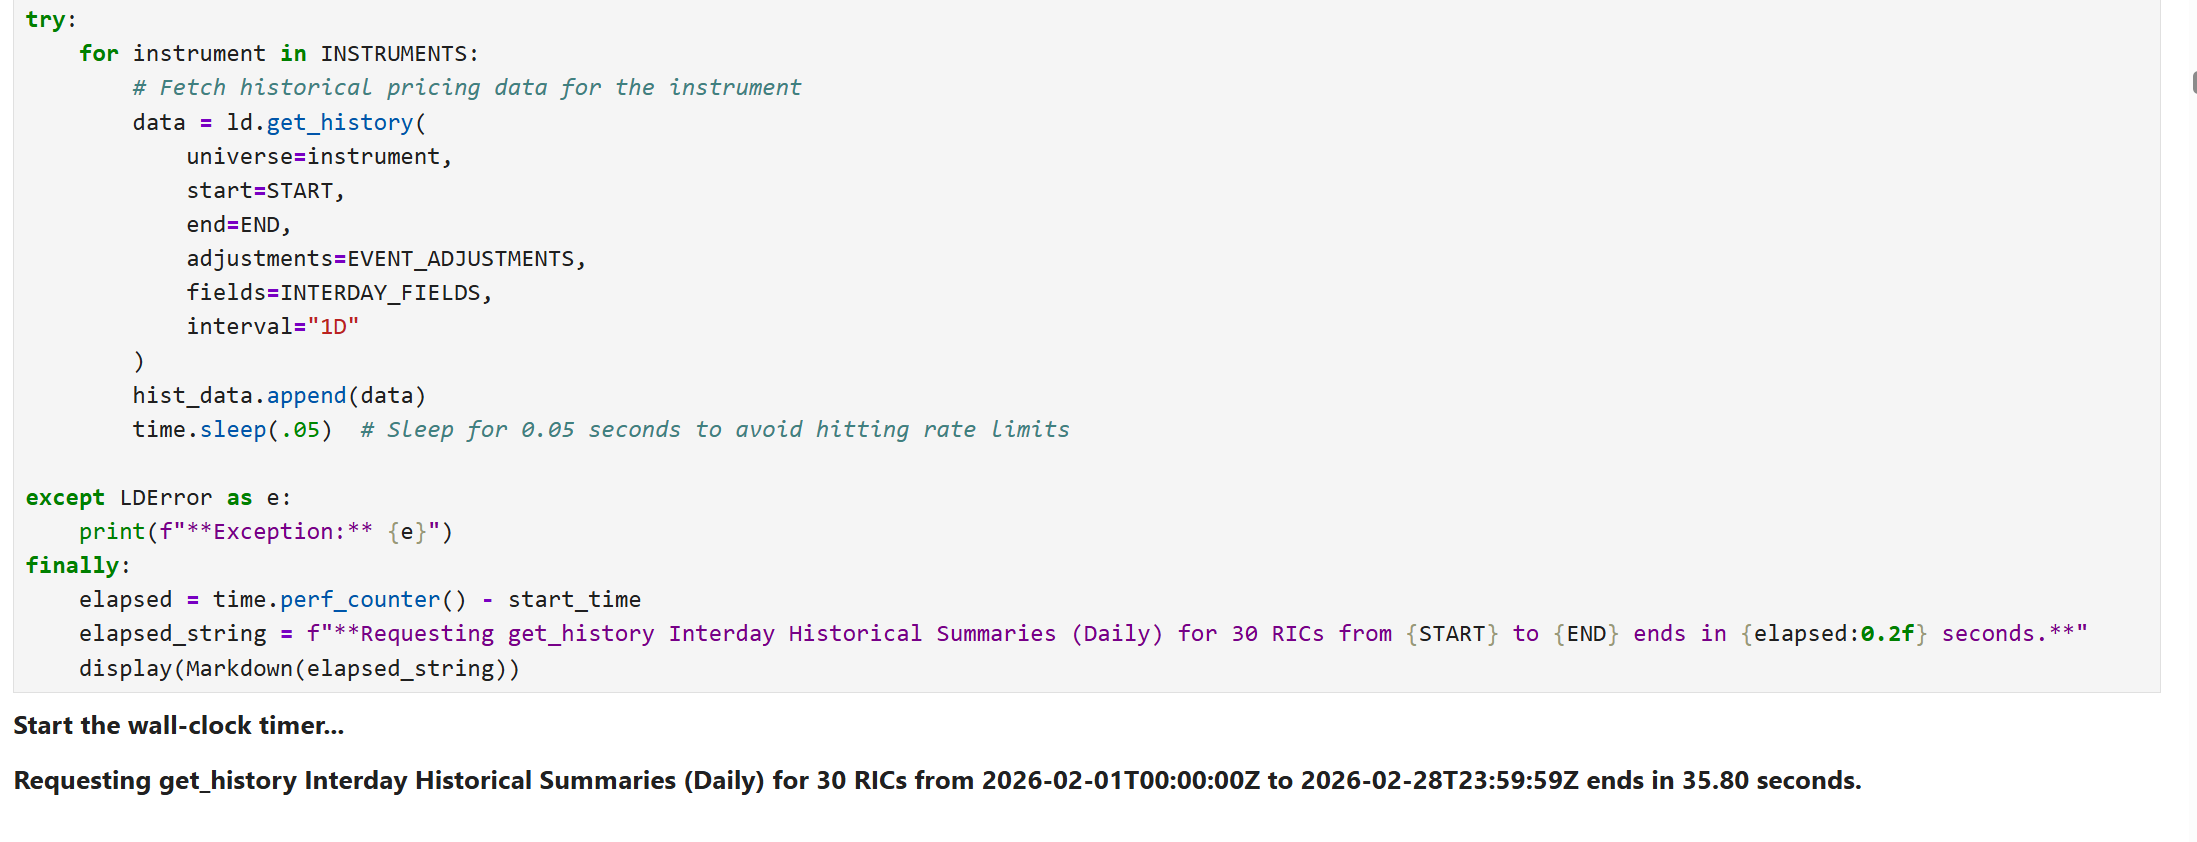 try:
    for instrument in INSTRUMENTS:
        # Fetch historical pricing data for the instrument
        data = ld.get_history(
            universe=instrument,
            start=START,
            end=END,
            adjustments=EVENT_ADJUSTMENTS,
            fields=INTERDAY_FIELDS,
            interval="1D"
        )
        hist_data.append(data)
        time.sleep(.05)  # Sleep for 0.05 seconds to avoid hitting rate limits

except LDError as e:
    print(f"**Exception:** {e}")
finally:
    elapsed = time.perf_counter() - start_time
    elapsed_string = f"**Requesting get_history Interday Historical Summaries (Daily) for 30 RICs from {START} to {END} ends in {elapsed:0.2f} seconds.**"
    display(Markdown(elapsed_string))
Start the wall-clock timer...
Requesting get_history Interday Historical Summaries (Daily) for 30 RICs from 2026-02-01T00:00:00Z to 2026-02-28T23:59:59Z ends in 35.80 seconds.